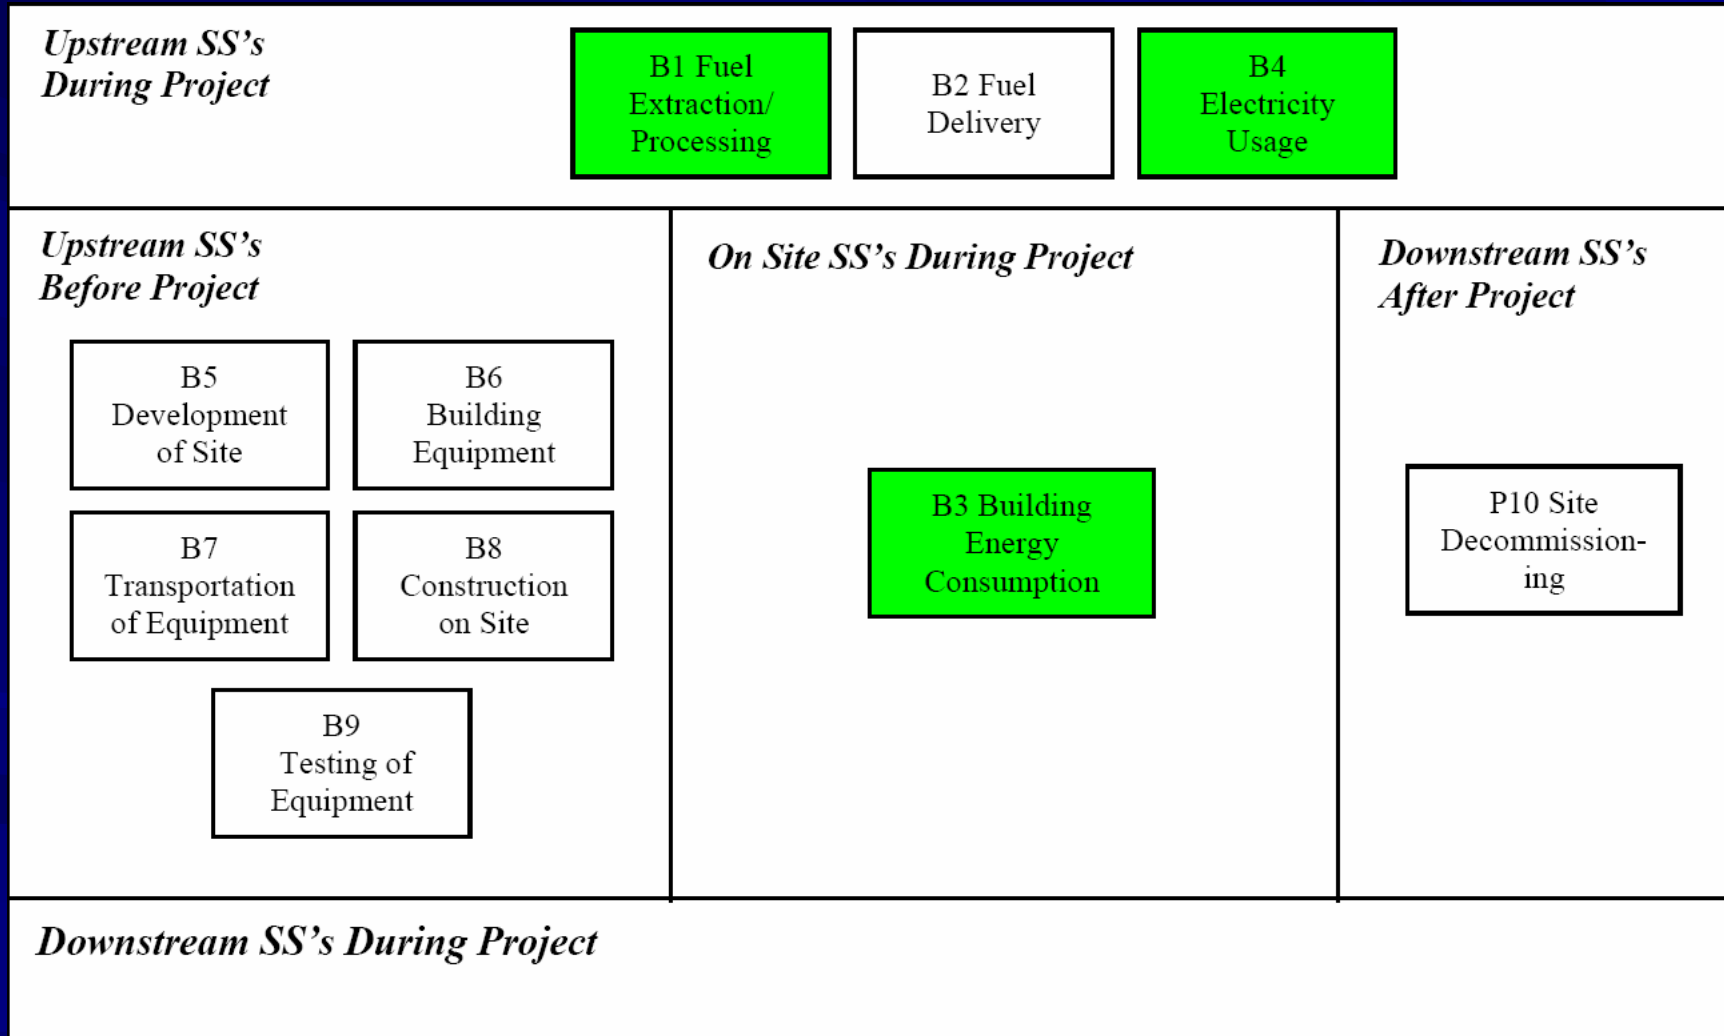 Upstream SS's
During Project
B1 Fuel
Extraction/
Processing
B2 Fuel
Delivery
B4
Electricity
Usage
Upstream SS's
Before Project
B5
Development
of Site
B6
Building
Equipment
B7
Transportation
of Equipment
B8
Construction
on Site
B9
Testing of
Equipment
On Site SS's During Project
B3 Building
Energy
Consumption
Downstream SS's
After Project
P10 Site
Decommission-
ing
Downstream SS's During Project